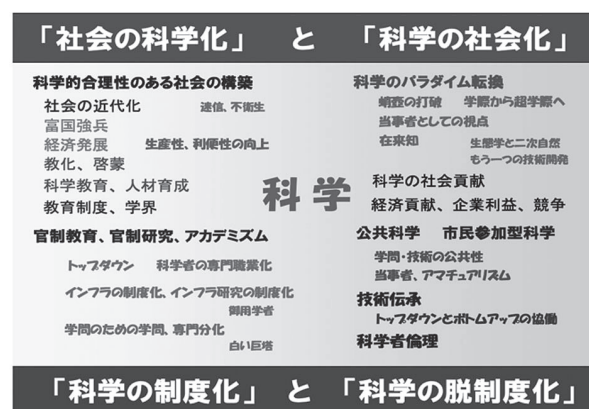 「社会の科学化」 と 「科学の社会化」
科学的合理性のある社会の構築
社会の近代化 迷信、不衛生
富国強兵
経済発展 生産性、利便性の向上
教化、啓蒙
科学教育、人材育成
教育制度、学界
官制教育、官制研究、アカデミズム
トップダウン 科学者の専門職業化
インフラの制度化、インフラ研究の制度化
御用学者
学問のための学問、専門分化
白い巨塔
科学
科学のパラダイム転換
蛸壺の打破 学際から超学際へ
当事者としての視点
在来知 生態学と二次自然
もう一つの技術開発
科学の社会貢献
経済貢献、企業利益、競争
公共科学 市民参加型科学
学問・技術の公共性
当事者、アマチュアリズム
技術伝承
トップダウンとボトムアップの協働
科学者倫理
「科学の制度化」 と 「科学の脱制度化」